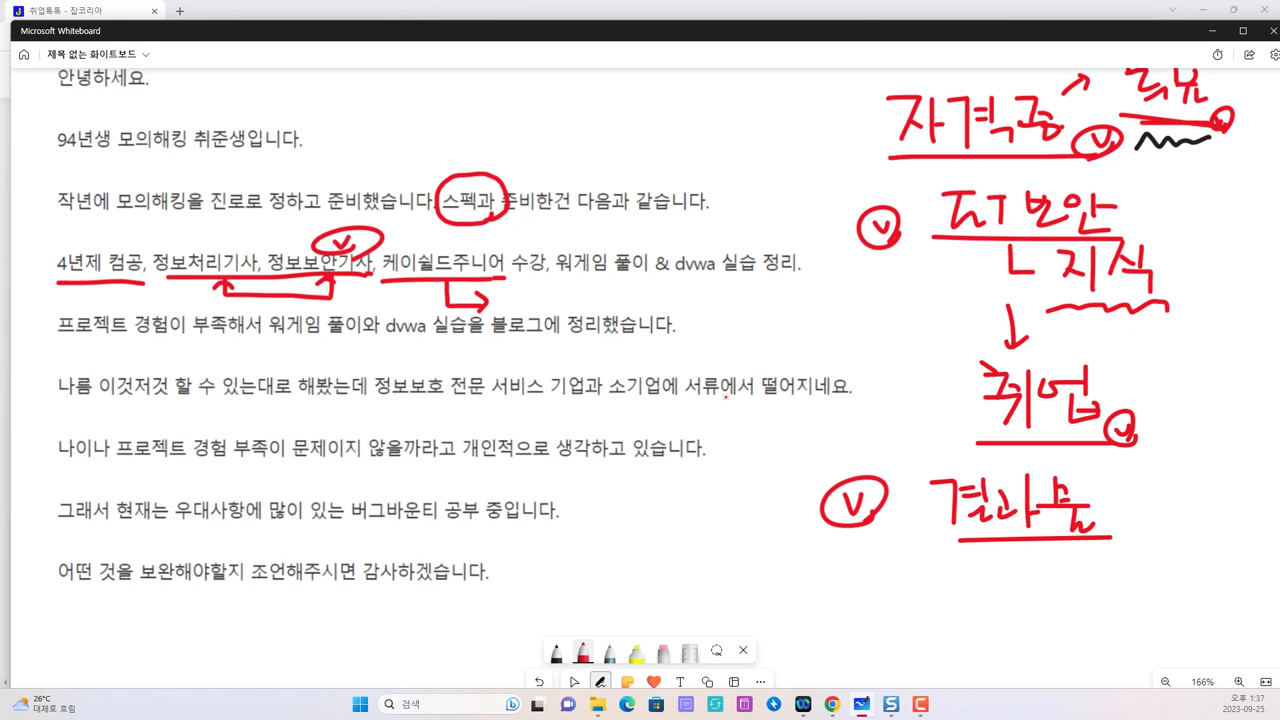 취업톡톡 - 잡코리아
Microsoft Whiteboard
제목 없는 화이트보드
안녕하세요.
94년생 모의해킹 취준생입니다.
작년에 모의해킹을 진로로 정하고 준비했습니다. 스펙과 준비한건 다음과 같습니다.
4년제 컴공, 정보처리기사, 정보보안기사, 케이쉴드주니어 수강, 워게임 풀이 & dvwa 실습 정리.
프로젝트 경험이 부족해서 워게임 풀이와 dvwa 실습을 블로그에 정리했습니다.
나름 이것저것 할 수 있는대로 해봤는데 정보보호 전문 서비스 기업과 소기업에 서류에서 떨어지네요.
나이나 프로젝트 경험 부족이 문제이지 않을까라고 개인적으로 생각하고 있습니다.
그래서 현재는 우대사항에 많이 있는 버그바운티 공부 중입니다.
어떤 것을 보완해야할지 조언해주시면 감사하겠습니다.
자격증
보안
지식
취업
결과물
166%
26°C
대체로 흐림
검색
오후 1:37
2023-09-25